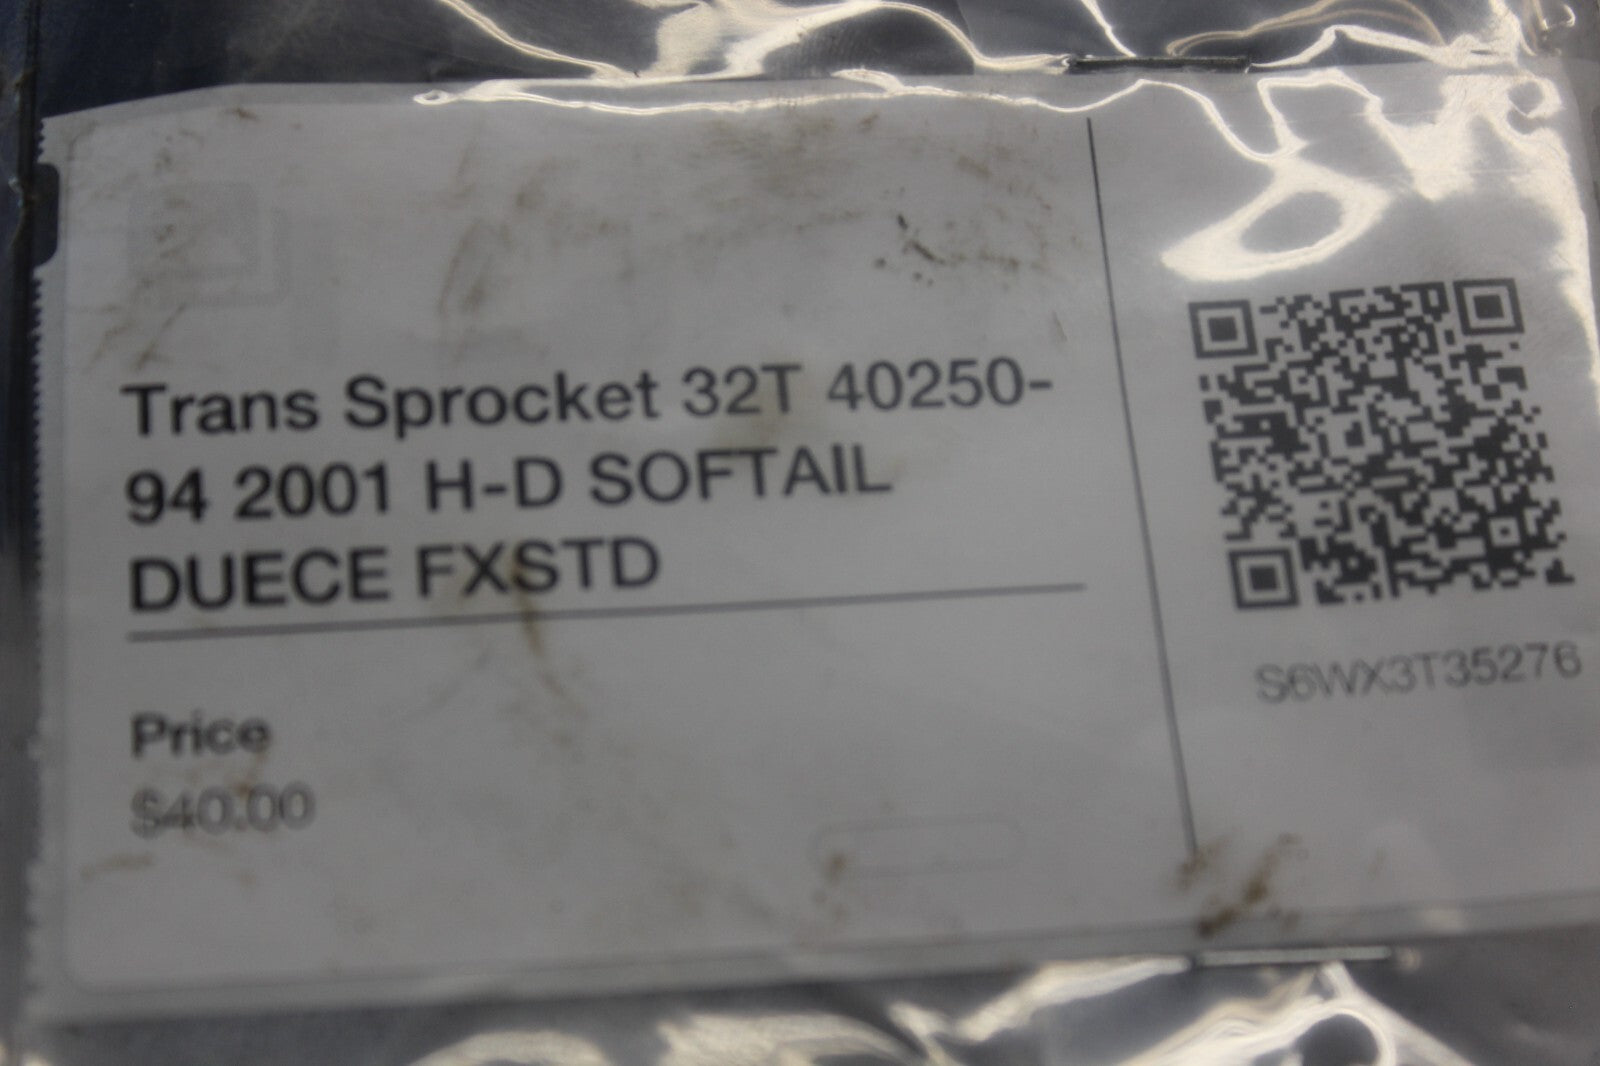 Trans Sprocket 32T 40250-
94 2001 H-D SOFTAIL
DUECE FXSTD
Price
$40.00
S6WX3T35276